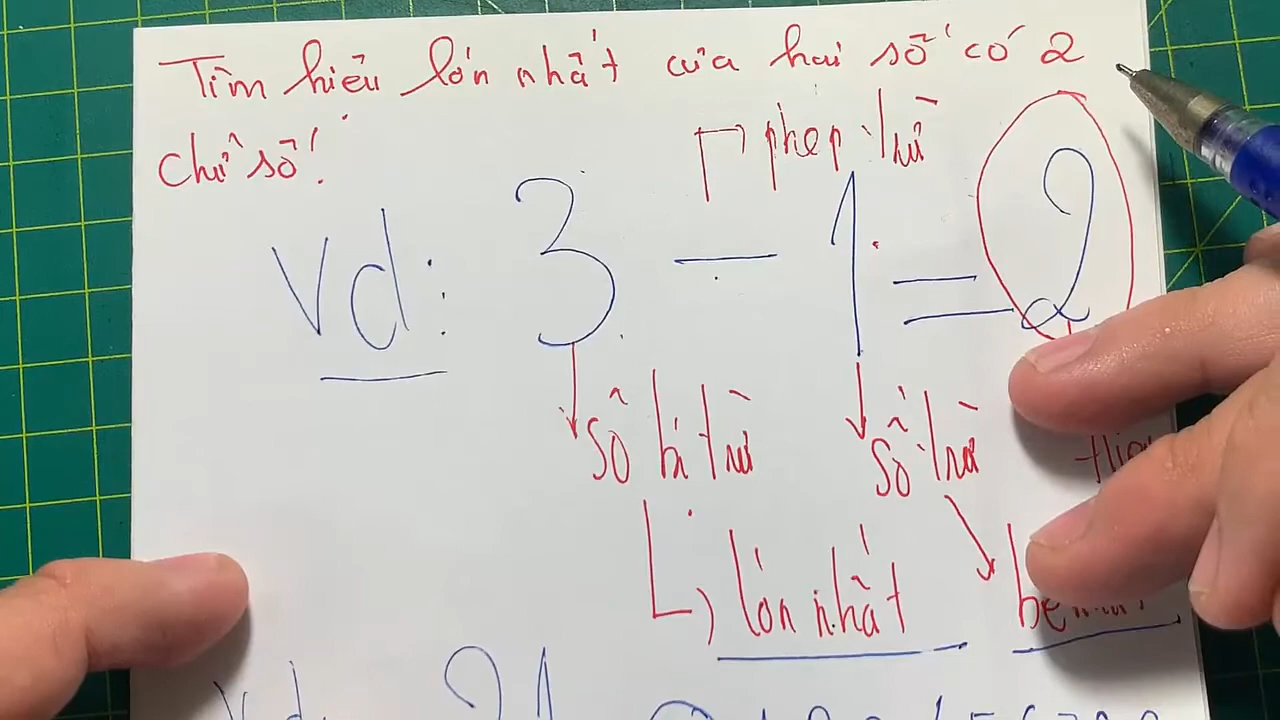 Tìm hiệu lớn nhất của hai số có 2
chữ số!
phép trừ
Vd: 3 - 1 = 2
số bị trừ số trừ
lớn nhất bé